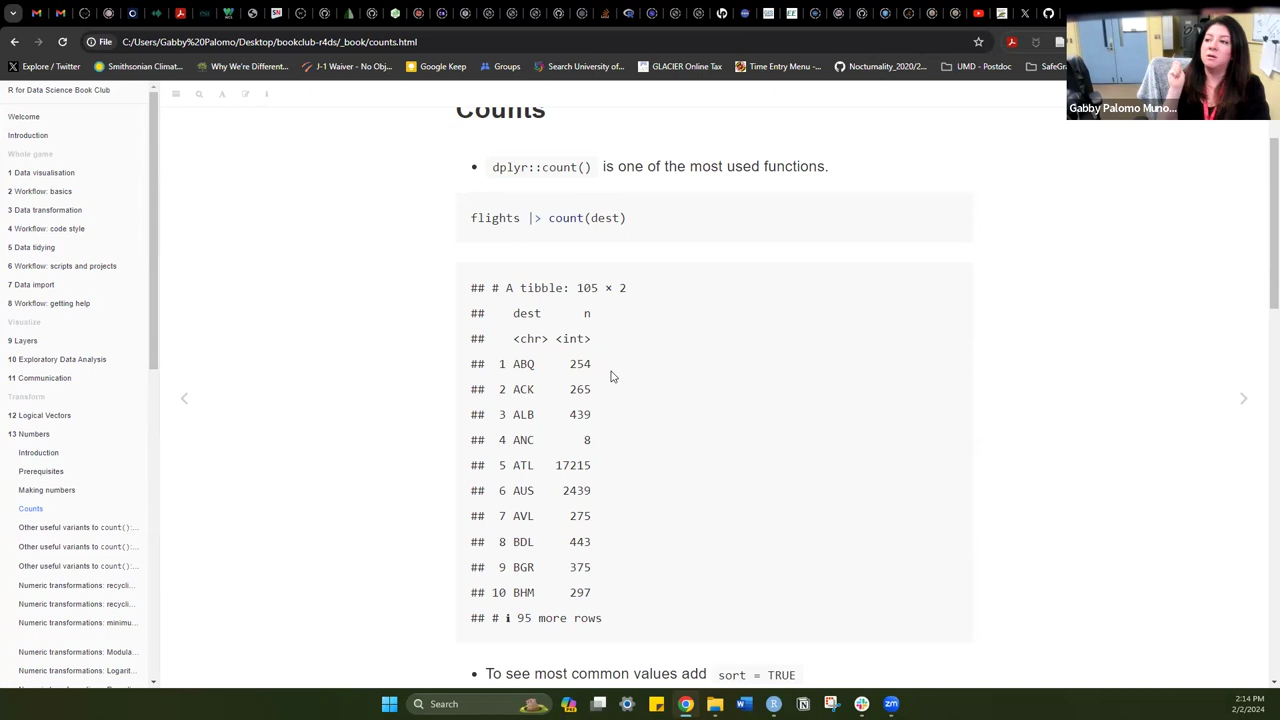 File
C:/Users/Gabby%20Palomo/Desktop/bookclub-r4ds/_book/counts.html
Explore / Twitter
Smithsonian Climat...
Why We're Different...
J-1 Waiver - No Obj...
Google Keep
GLACIER Online Tax
Time Entry Menu -...
Nocturnality_2020/2...
UMD - Postdoc
All Bookmarks
Gabby Palomo Muno...
R for Data Science Book Club
Welcome
Introduction
Whole game
1 Data visualisation
2 Workflow: basics
3 Data transformation
4 Workflow: code style
5 Data tidying
6 Workflow: scripts and projects
7 Data import
8 Workflow: getting help
Visualize
9 Layers
10 Exploratory Data Analysis
11 Communication
Transform
12 Logical Vectors
13 Numbers
Introduction
Prerequisites
Making numbers
Counts
Other useful variants to count():...
Other useful variants to count():...
Other useful variants to count():...
Numeric transformations: recycli...
Numeric transformations: recycli...
Numeric transformations: minimu...
Numeric transformations: Modula...
Numeric transformations: Logarit...
Counts
• dplyr::count() is one of the most used functions.
flights |> count(dest)
## # A tibble: 105 × 2
## dest n
## <chr> <int>
## 1 ABQ 254
## 2 ACK 265
## 3 ALB 439
## 4 ANC 8
## 5 ATL 17215
## 6 AUS 2439
## 7 AVL 275
## 8 BDL 443
## 9 BGR 375
## 10 BHM 297
## # ℹ 95 more rows
• To see most common values add sort = TRUE
Search
2:14 PM
2/2/2024